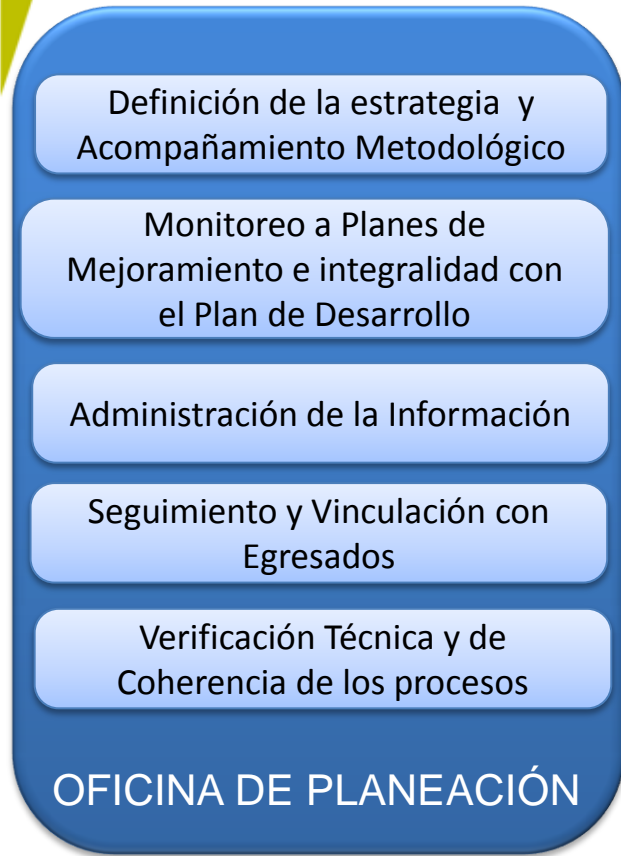 Definición de la estrategia y
Acompañamiento Metodológico
Monitoreo a Planes de
Mejoramiento e integralidad con
el Plan de Desarrollo
Administración de la Información
Seguimiento y Vinculación con
Egresados
Verificación Técnica y de
Coherencia de los procesos
OFICINA DE PLANEACIÓN